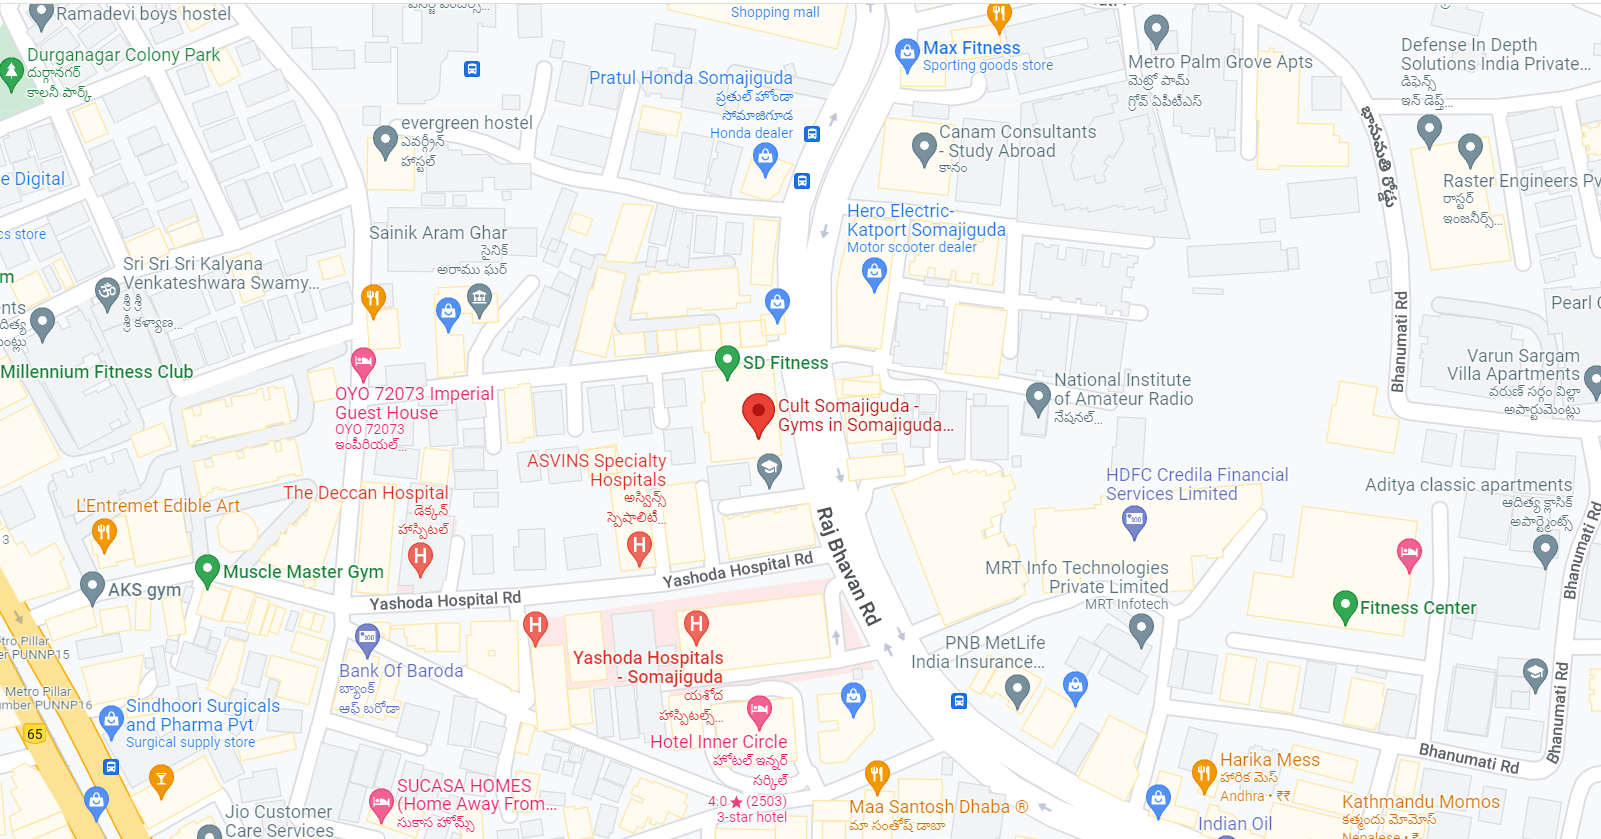 Ramadevi boys hostel
Shopping mall
Durganagar Colony Park
దుర్గానగర్
కాలనీ పార్క్
Max Fitness
Sporting goods store
Metro Palm Grove Apts
మెట్రో పామ్
గ్రోవ్ ఏపీటీఎస్
Defense In Depth
Solutions India Private...
డిఫెన్స్
ఇన్ డెప్త్...
Pratul Honda Somajiguda
ప్రతుల్ హోండా
సోమాజిగూడ
Honda dealer
evergreen hostel
ఎవర్గ్రీన్
హాస్టల్
Canam Consultants
- Study Abroad
కానం
భానుమతి రోడ్డు
e Digital
Raster Engineers Pv
రాస్టర్
ఇంజనీర్స్...
cs store
Sainik Aram Ghar
సైనిక్
అరాము ఘర్
Hero Electric-
Katport Somajiguda
Motor scooter dealer
Sri Sri Sri Kalyana
Venkateshwara Swamy...
శ్రీ శ్రీ
శ్రీ కళ్యాణ...
m
nts
దిత్య
ంట్లు
Pearl
Bhanumati Rd
Millennium Fitness Club
SD Fitness
Varun Sargam
Villa Apartments
వరుణ్ సర్గం విల్లా
అపార్టుమెంట్లు
OYO 72073 Imperial
Guest House
OYO 72073
ఇంపీరియల్...
Cult Somajiguda -
Gyms in Somajiguda...
National Institute
of Amateur Radio
నేషనల్...
ASVINS Specialty
Hospitals
అస్విన్స్
స్పెషాలిటీ...
The Deccan Hospital
డెక్కన్
హాస్పిటల్
HDFC Credila Financial
Services Limited
Aditya classic apartments
ఆదిత్య క్లాసిక్
అపార్ట్మెంట్స్
L'Entremet Edible Art
3
Raj Bhavan Rd
Bhanumati Rd
Muscle Master Gym
AKS gym
Yashoda Hospital Rd
Yashoda Hospital Rd
MRT Info Technologies
Private Limited
MRT Infotech
Fitness Center
tro Pillar
er PUNNP15
Bank Of Baroda
బ్యాంక్
ఆఫ్ బరోడా
Yashoda Hospitals
- Somajiguda
యశోద
హాస్పిటల్స్...
PNB MetLife
India Insurance...
Metro Pillar
mber PUNNP16
Sindhoori Surgicals
and Pharma Pvt
Surgical supply store
65
Hotel Inner Circle
హోటల్ ఇన్నర్
సర్కిల్
4.0 ★ (2503)
3-star hotel
Bhanumati Rd
Bhanumati Rd
Harika Mess
హారిక మెస్
Andhra • ₹₹
SUCASA HOMES
(Home Away From...
సుకాస హోమ్స్
Maa Santosh Dhaba ®
మా సంతోష్ డాబా
Kathmandu Momos
కత్మందు మోమోస్
Nepalese • ₹
Jio Customer
Care Services
Indian Oil